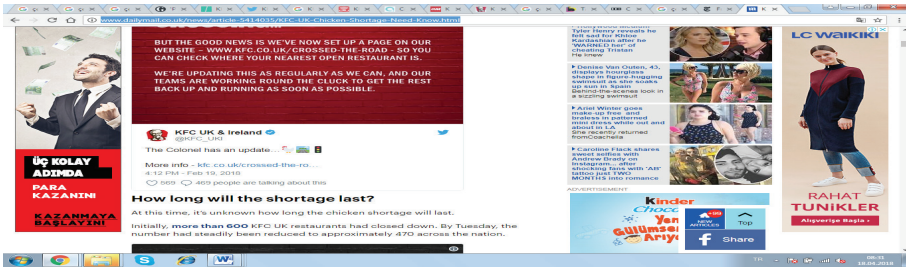 www.dailymail.co.uk/news/article-5414035/KFC-UK-Chicken-Shortage-Need-Know.html
BUT THE GOOD NEWS IS WE'VE NOW SET UP A PAGE ON OUR
WEBSITE - WWW.KFC.CO.UK/CROSSED-THE-ROAD - SO YOU
CAN CHECK WHERE YOUR NEAREST OPEN RESTAURANT IS.
WE'RE UPDATING THIS AS REGULARLY AS WE CAN, AND OUR
TEAMS ARE WORKING ROUND THE CLUCK TO GET THE REST
BACK UP AND RUNNING AS SOON AS POSSIBLE.
KFC UK & Ireland
@KFC_UKI
The Colonel has an update...
More info - kfc.co.uk/crossed-the-ro...
4:12 PM - Feb 19, 2018
569
469 people are talking about this
How long will the shortage last?
At this time, it's unknown how long the chicken shortage will last.
Initially, more than 600 KFC UK restaurants had closed down. By Tuesday, the
number had steadily been reduced to approximately 470 across the nation.
ÜÇ KOLAY
ADIMDA
PARA
KAZANINI
KAZANMAYA
BAŞLAYIN!
Tyler Henry reveals he
felt sad for Khloe
Kardashian after he
'WARNED her' of
cheating Tristan
He knew
Denise Van Outen, 43,
displays hourglass
shape in figure-hugging
swimsuit as she soaks
up sun in Spain
Behind-the-scenes look in
a sizzling swimsuit
Ariel Winter goes
make-up free and
braless in patterned
mini dress while out and
about in LA
She recently returned
fromCoachella
Caroline Flack shares
sweet selfies with
Andrew Brady on
Instagram... after
shocking fans with 'AB'
tattoo just TWO
MONTHS into romance
ADVERTISEMENT
Kinder
Yeni
+99
NEW
ARTICLES
Top
Share
LC WAIKIKI
RAHAT
TUNİKLER
Alışverişe Başla ›
TR
08:31
18.04.2018